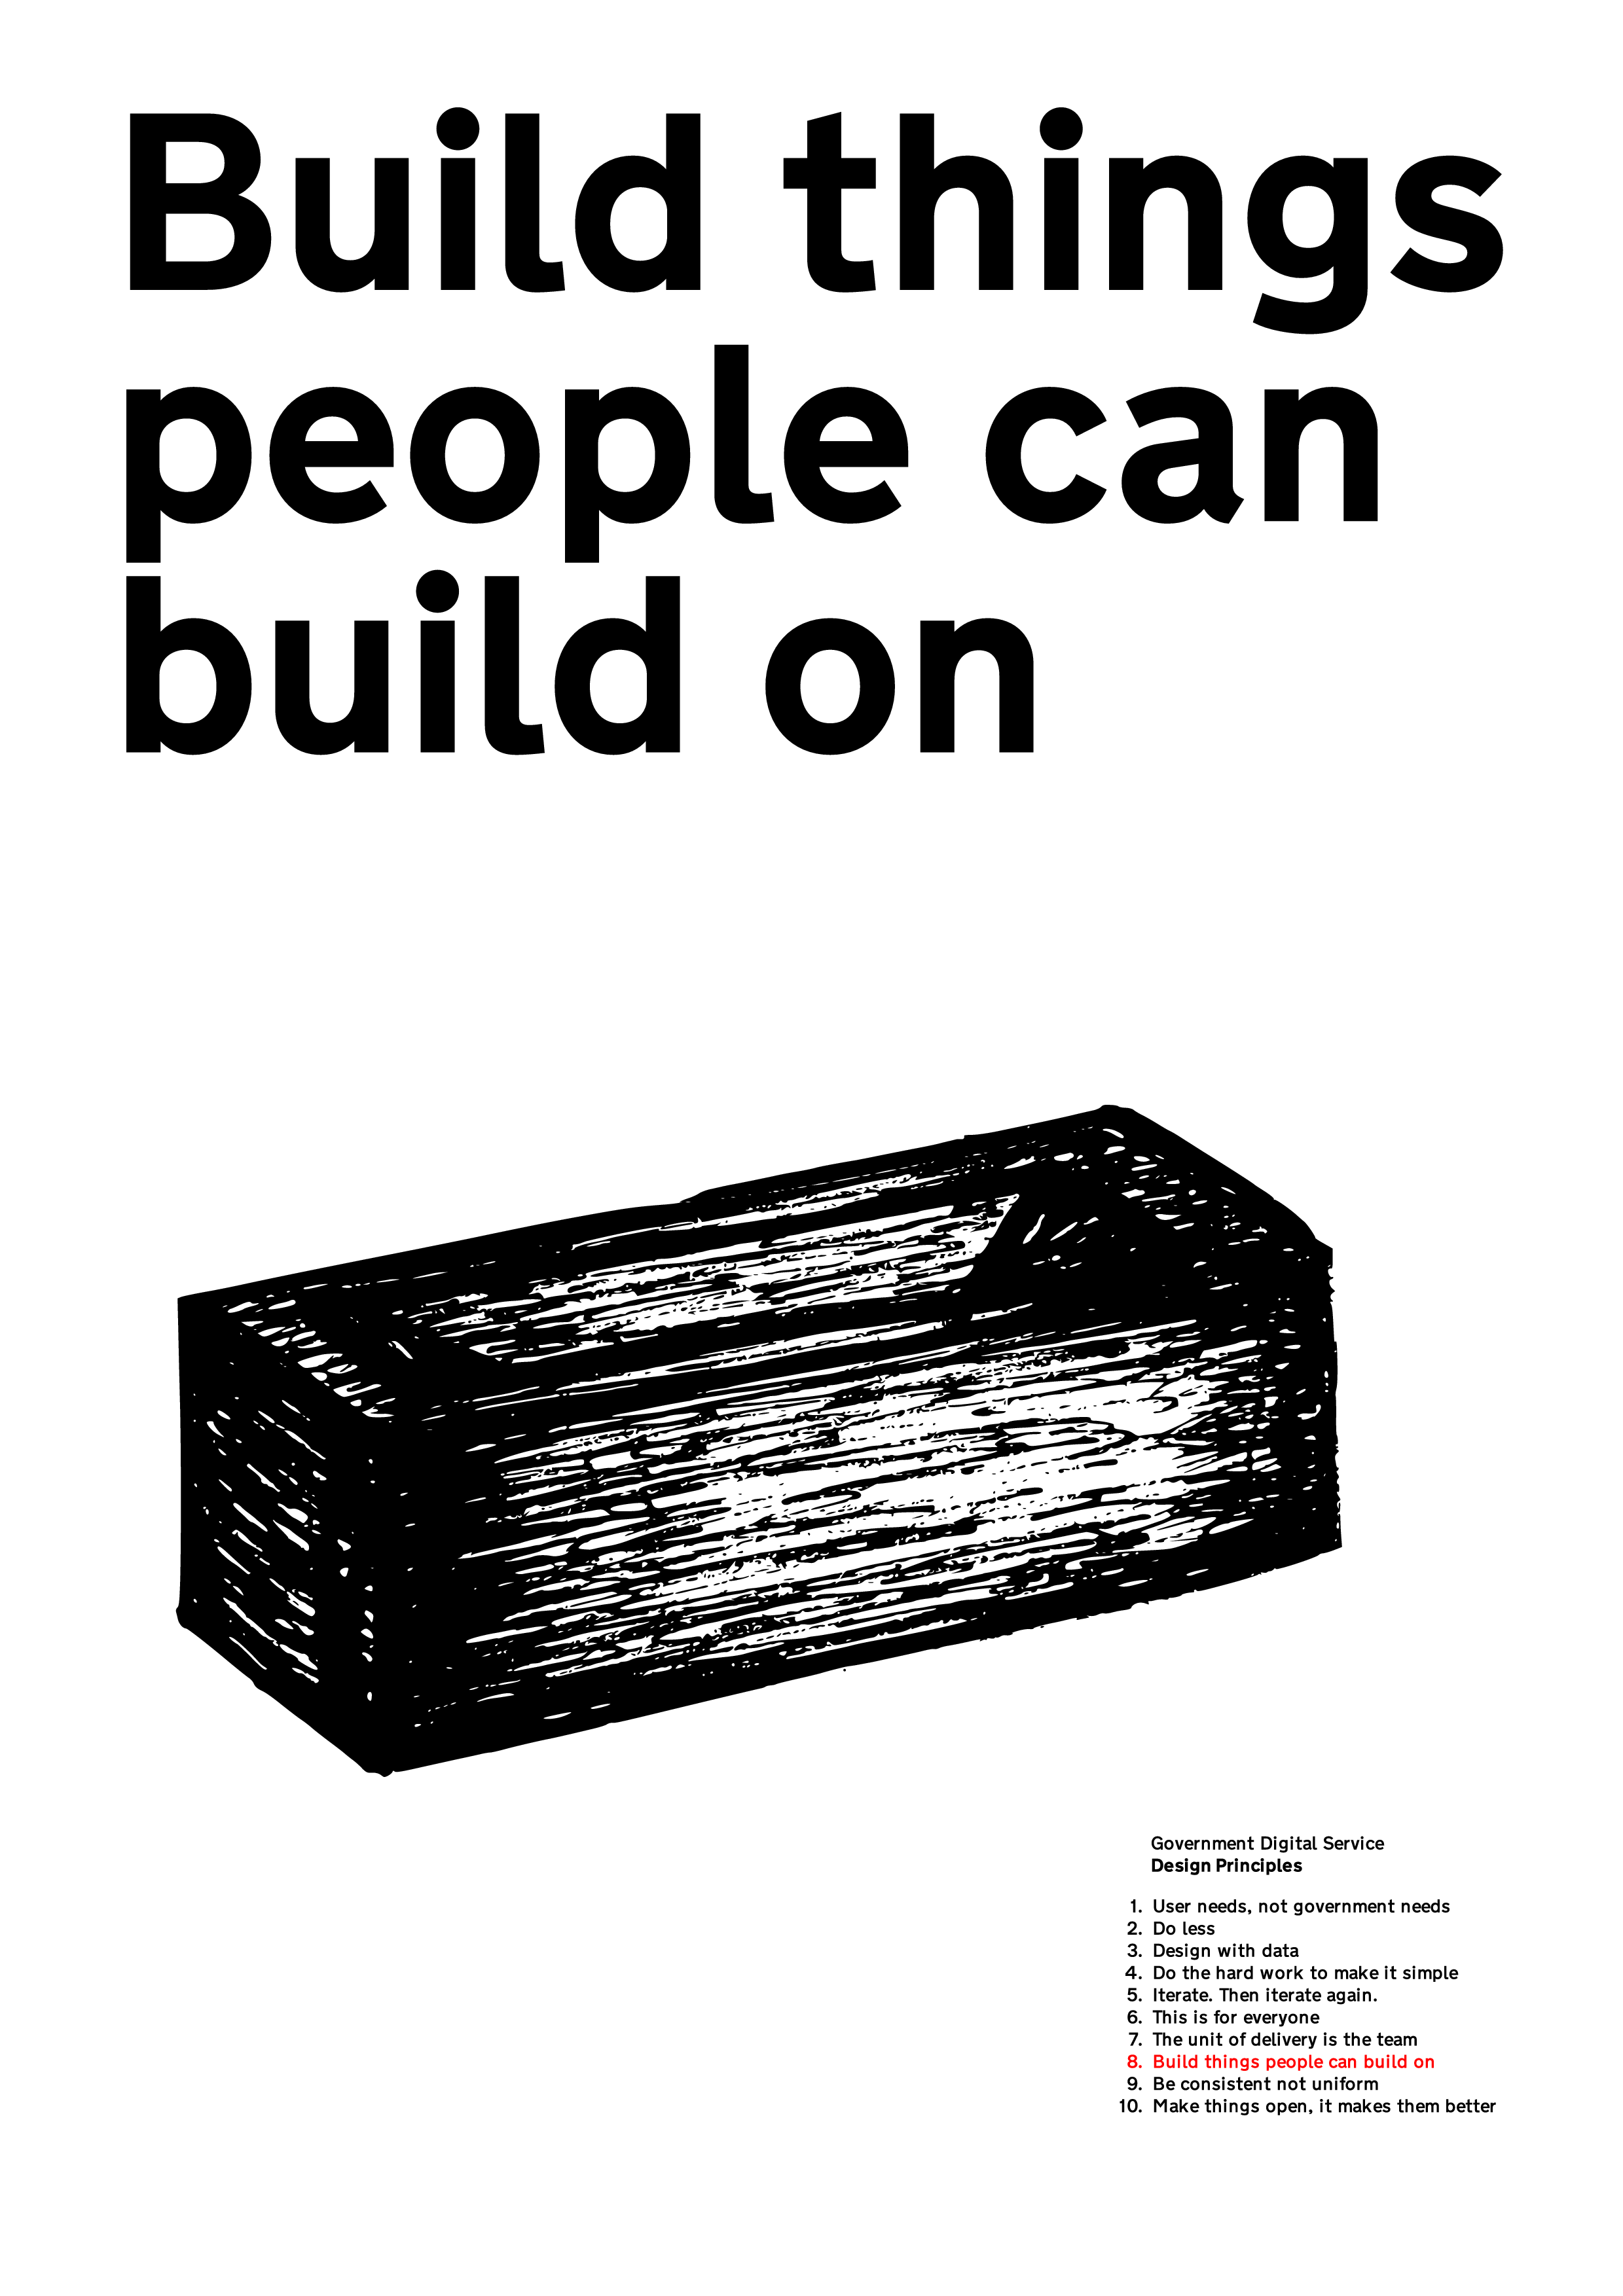 Build things
people can
build on
Government Digital Service
Design Principles
1. User needs, not government needs
2. Do less
3. Design with data
4. Do the hard work to make it simple
5. Iterate. Then iterate again.
6. This is for everyone
7. The unit of delivery is the team
8. Build things people can build on
9. Be consistent not uniform
10. Make things open, it makes them better